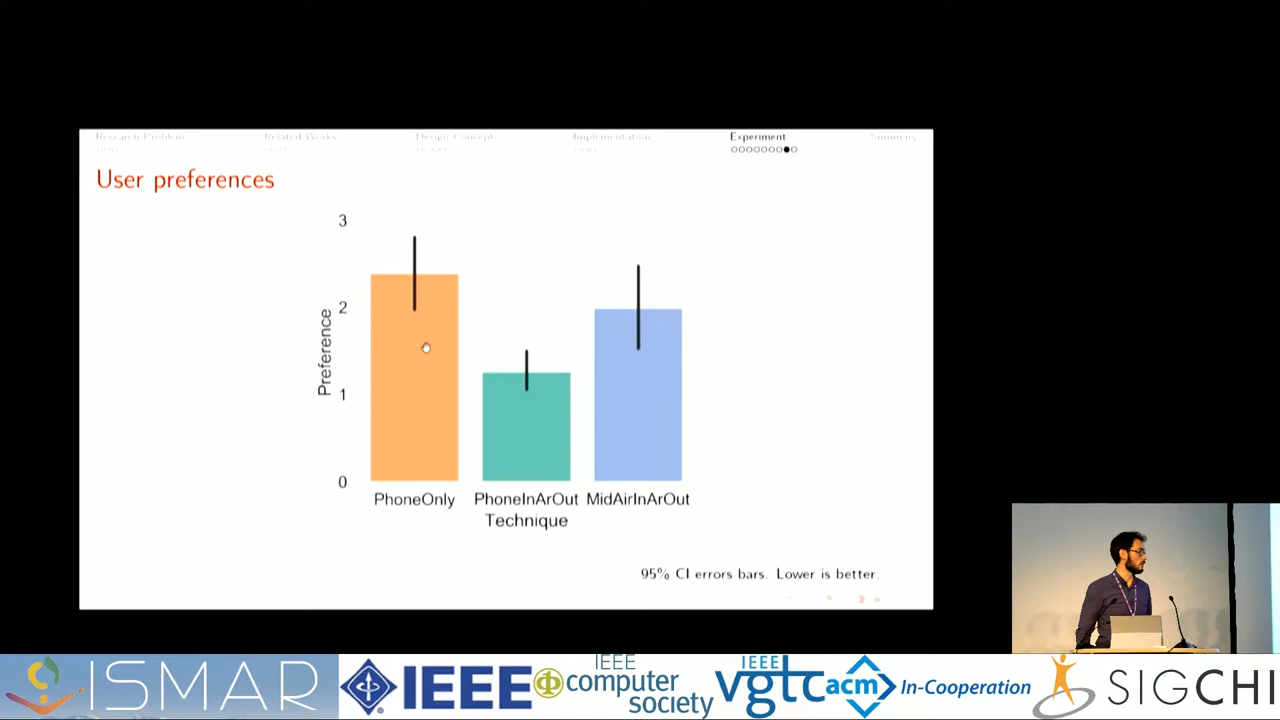 Research Problem Related Works Design Concept Implementation Experiment Summary
User preferences
3
2
1
0
Preference
PhoneOnly PhoneInArOut MidAirInArOut
Technique
95% CI errors bars. Lower is better.
ISMAR IEEE IEEE computer society IEEE vgtc acm In-Cooperation SIGCHI